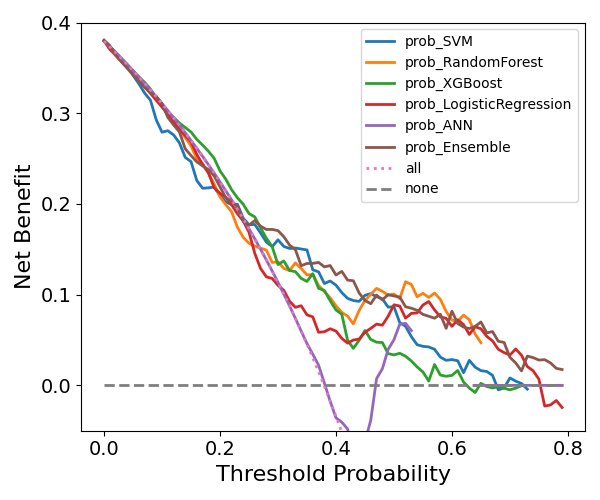 0.4
0.3
0.2
0.1
0.0
Net Benefit
prob_SVM
prob_RandomForest
prob_XGBoost
prob_LogisticRegression
prob_ANN
prob_Ensemble
all
none
0.0 0.2 0.4 0.6 0.8
Threshold Probability